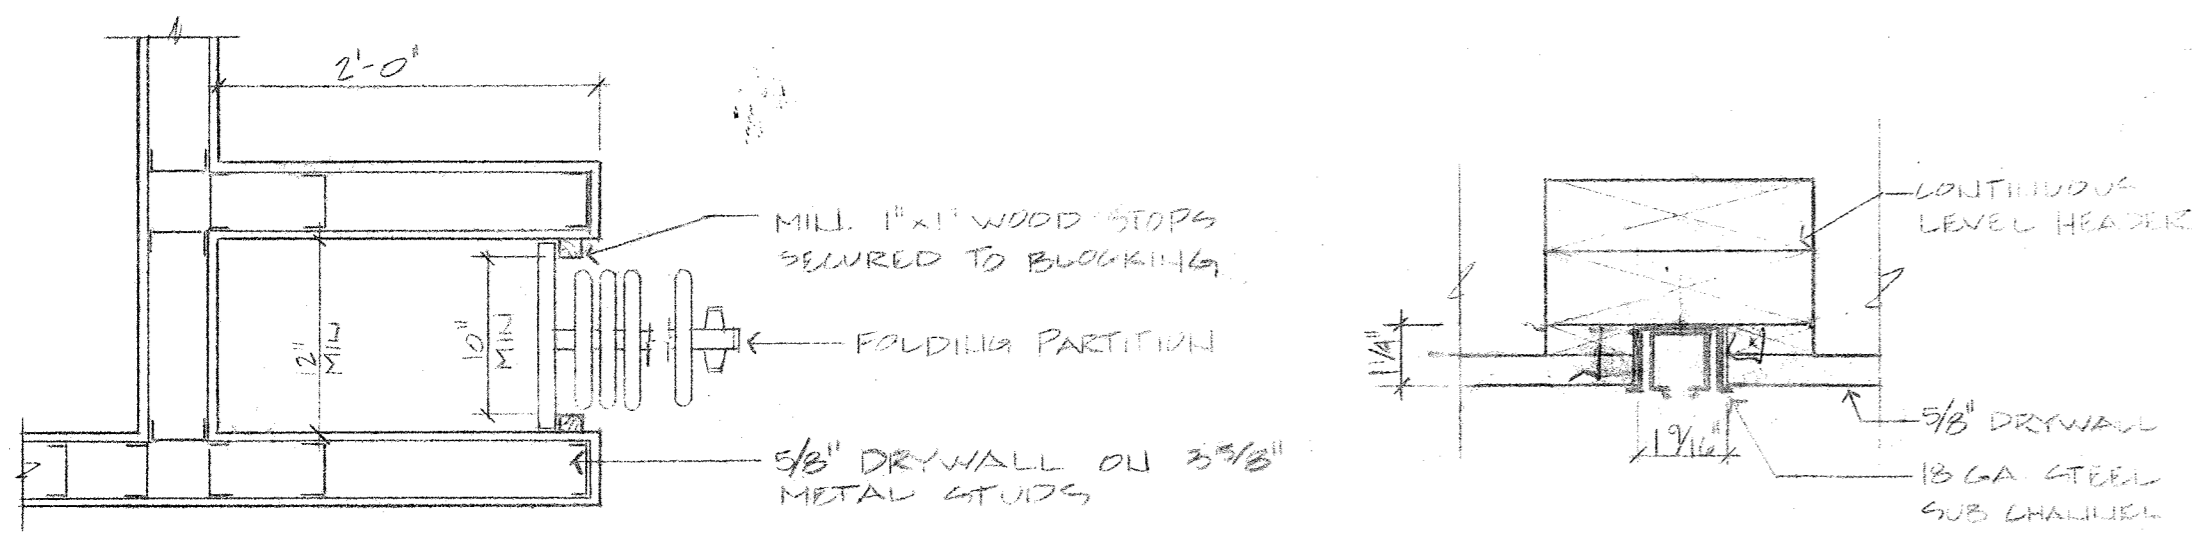 2'-0"
MIN. 1"x1" WOOD STOPS
SECURED TO BLOCKING
12"
MIN
10"
MIN
FOLDING PARTITION
5/8" DRYWALL ON 3 5/8"
METAL STUDS
CONTINUOUS
LEVEL HEADER
1 1/4"
5/8" DRYWALL
1 9/16"
18 GA. STEEL
SUB CHANNEL